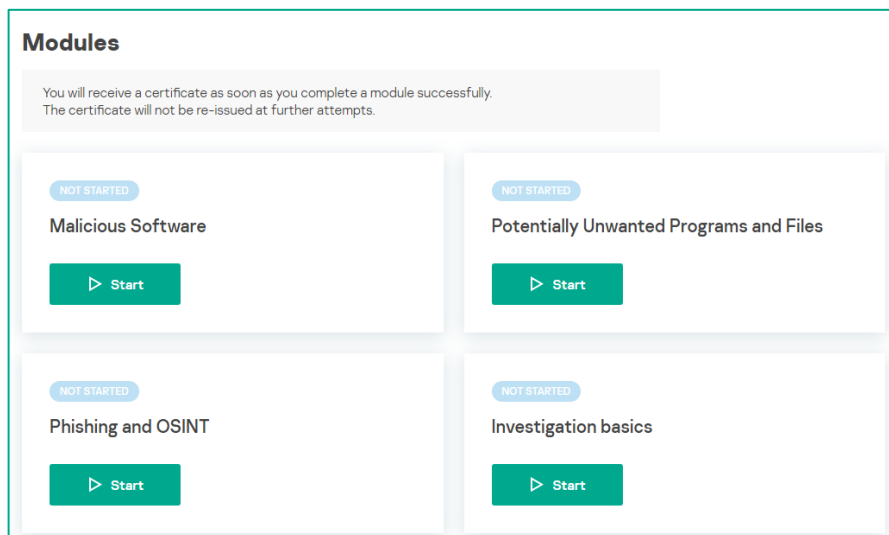 Modules
You will receive a certificate as soon as you complete a module successfully.
The certificate will not be re-issued at further attempts.
NOT STARTED
Malicious Software
Start
NOT STARTED
Potentially Unwanted Programs and Files
Start
NOT STARTED
Phishing and OSINT
Start
NOT STARTED
Investigation basics
Start